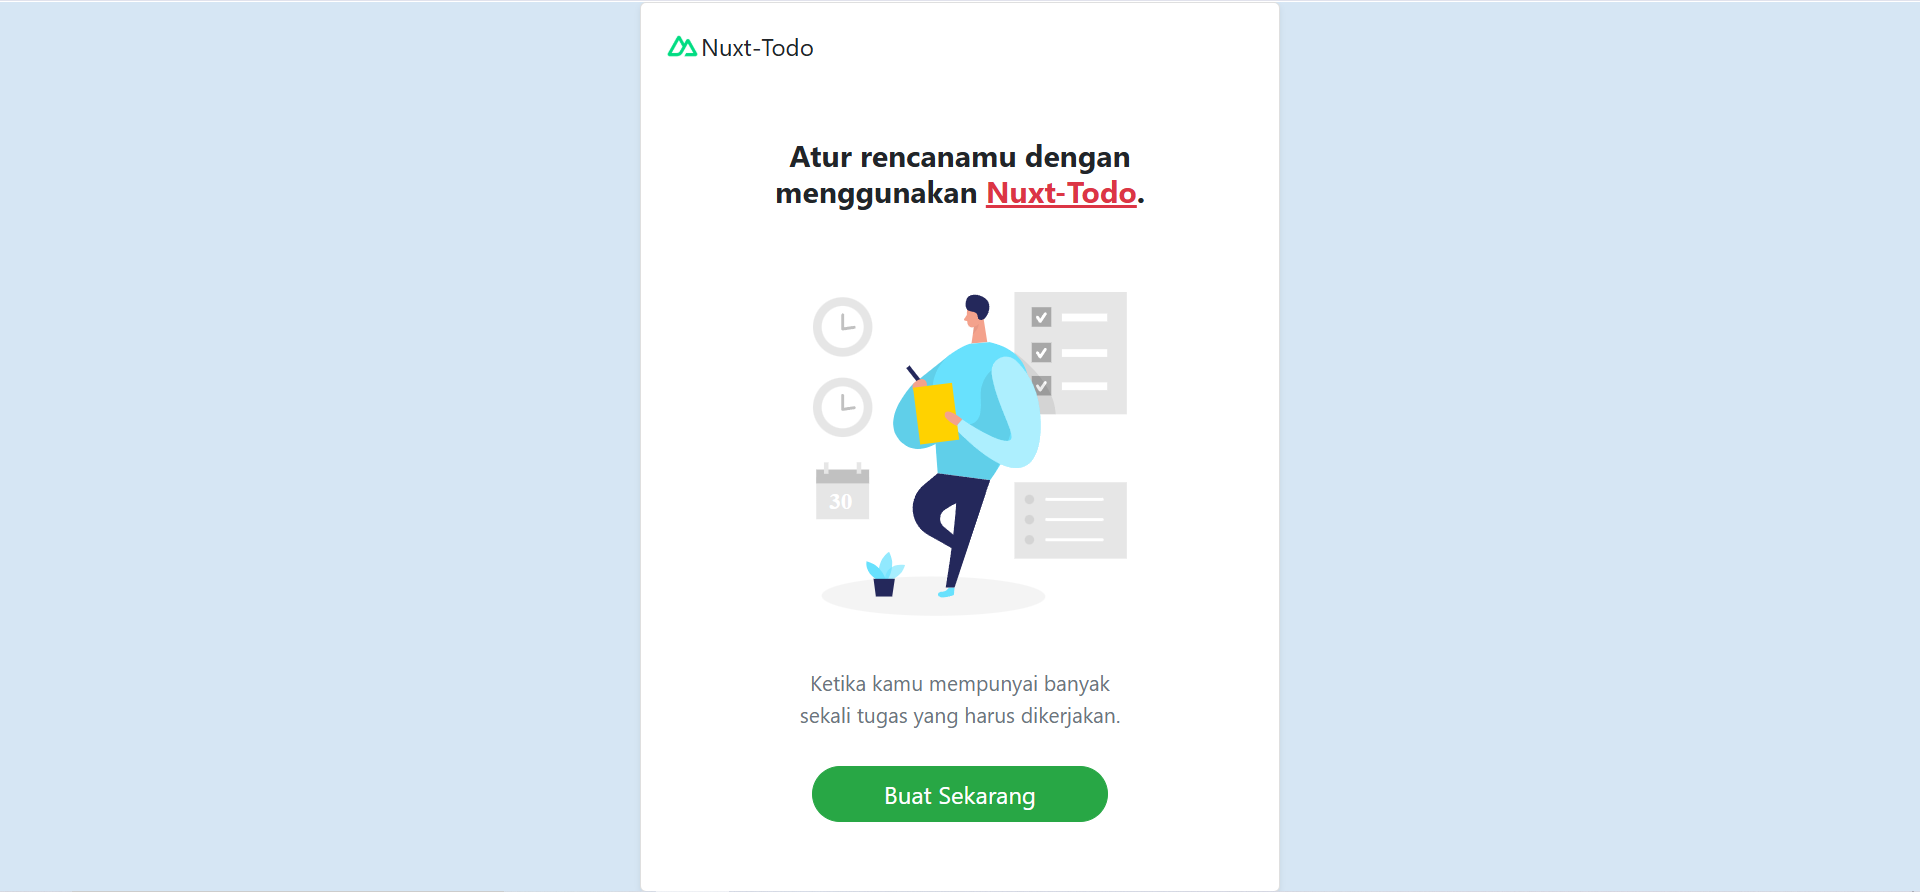 Nuxt-Todo
Atur rencanamu dengan
menggunakan Nuxt-Todo.
30
Ketika kamu mempunyai banyak
sekali tugas yang harus dikerjakan.
Buat Sekarang